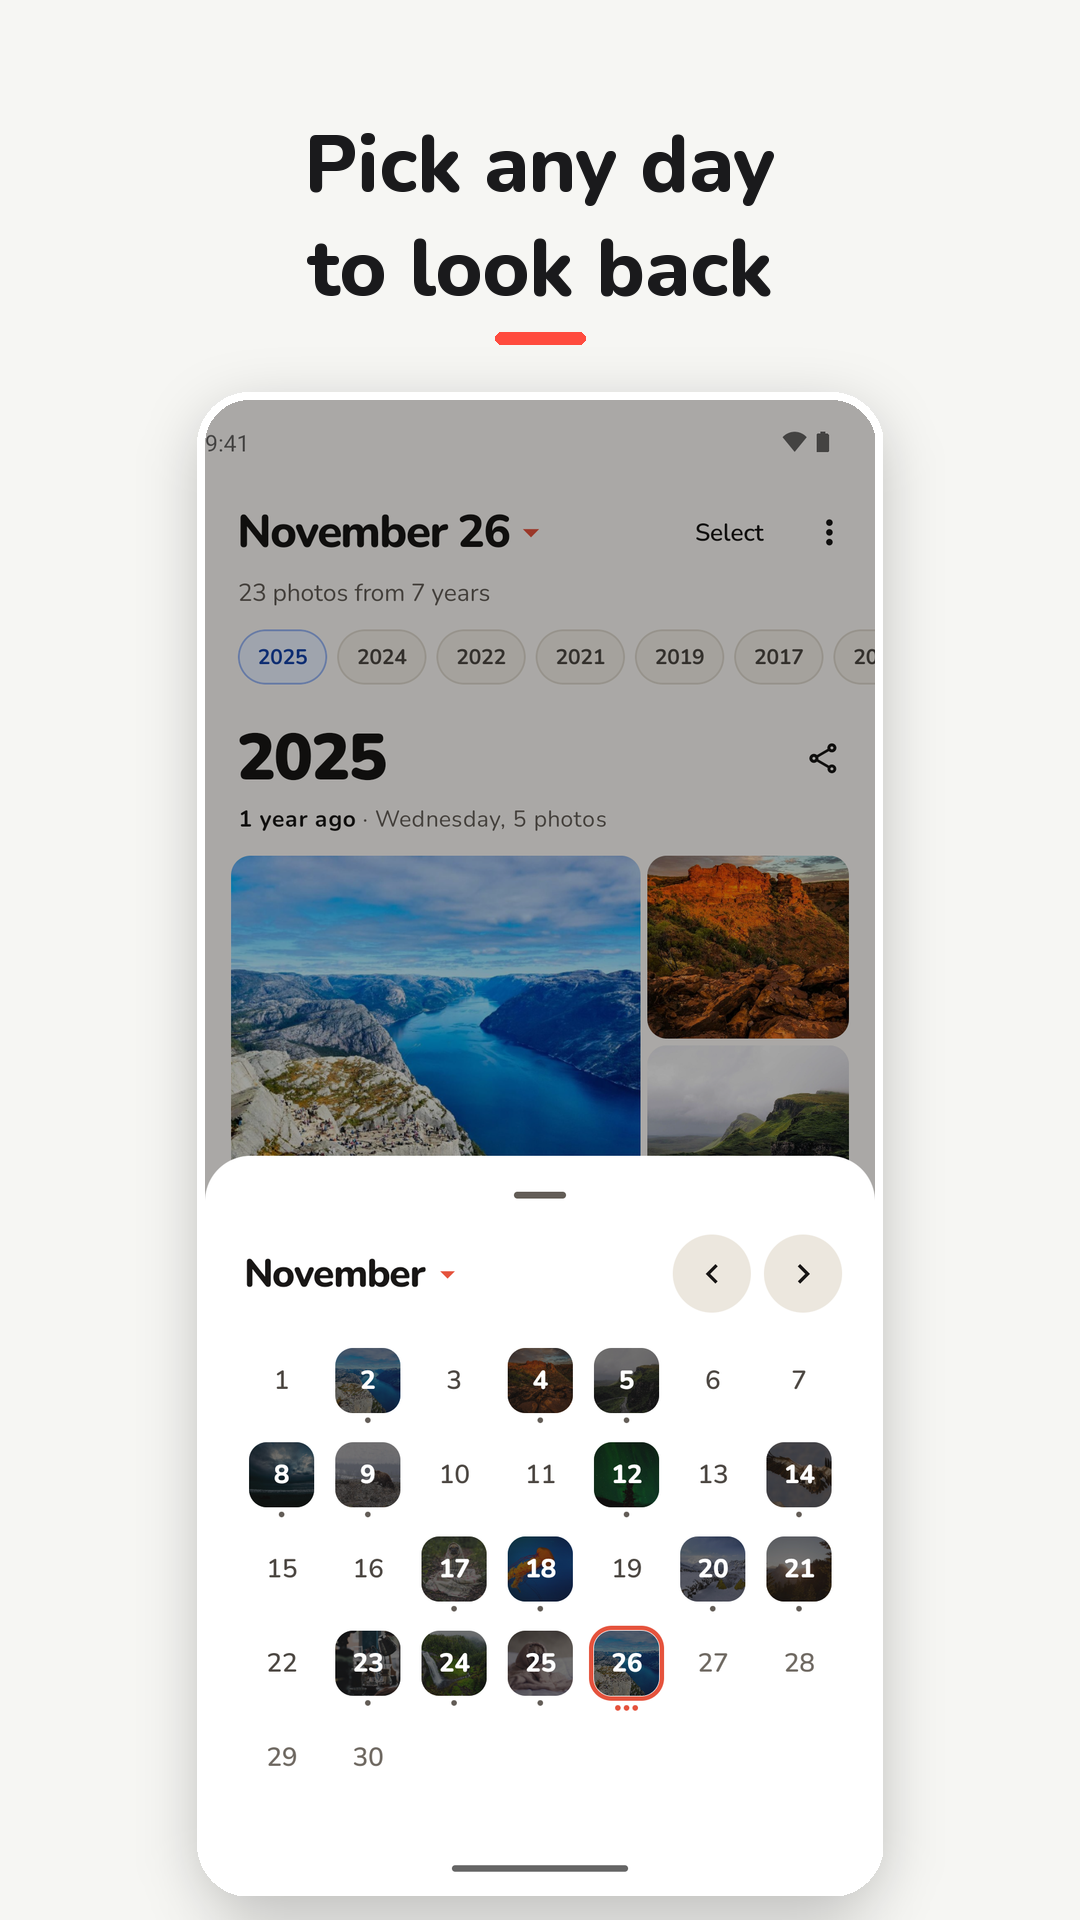 Pick any day
to look back
9:41
November 26
Select
23 photos from 7 years
2025 2024 2022 2021 2019 2017 20
2025
1 year ago · Wednesday, 5 photos
November
1 2 3 4 5 6 7
8 9 10 11 12 13 14
15 16 17 18 19 20 21
22 23 24 25 26 27 28
29 30